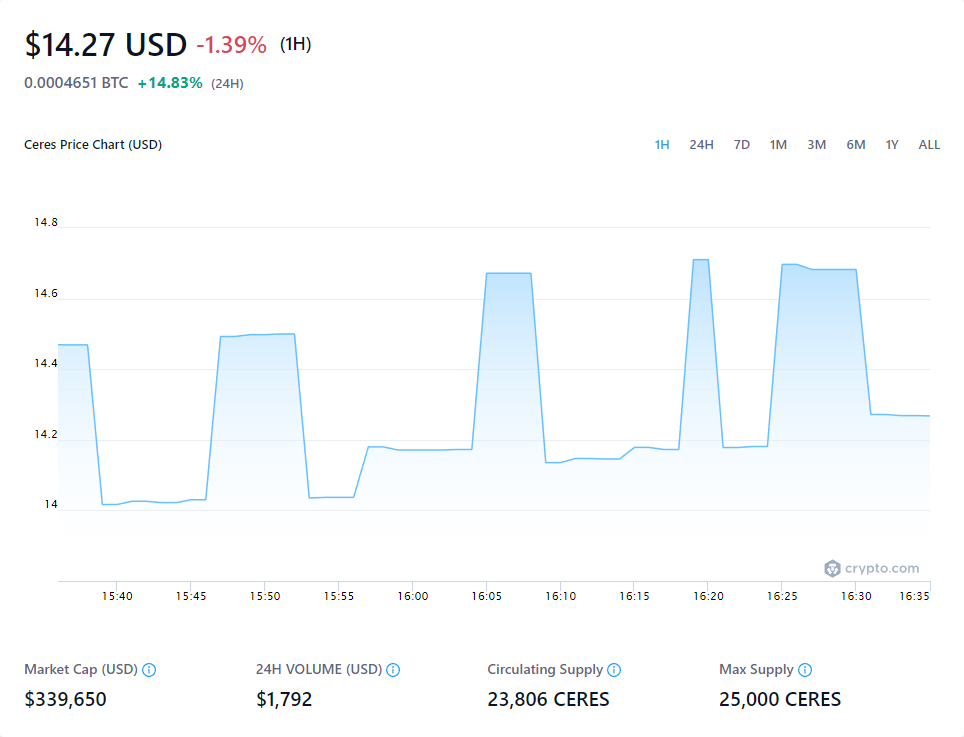 $14.27 USD -1.39% (1H)
0.0004651 BTC +14.83% (24H)
Ceres Price Chart (USD)
1H 24H 7D 1M 3M 6M 1Y ALL
14.8
14.6
14.4
14.2
14
crypto.com
15:40 15:45 15:50 15:55 16:00 16:05 16:10 16:15 16:20 16:25 16:30 16:35
Market Cap (USD) 24H VOLUME (USD) Circulating Supply Max Supply
$339,650 $1,792 23,806 CERES 25,000 CERES